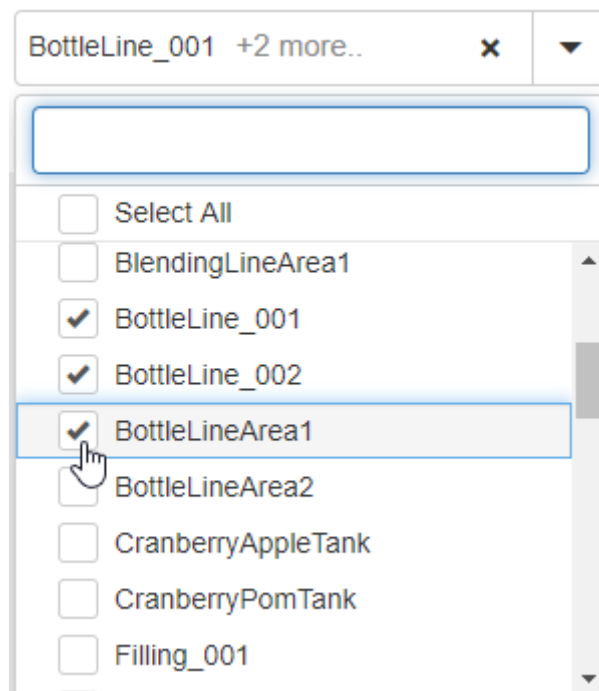 BottleLine_001 +2 more..
Select All
BlendingLineArea1
BottleLine_001
BottleLine_002
BottleLineArea1
BottleLineArea2
CranberryAppleTank
CranberryPomTank
Filling_001